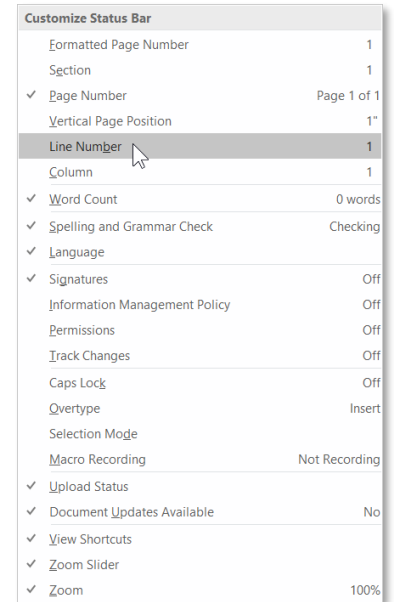 Customize Status Bar
Formatted Page Number 1
Section 1
✓ Page Number Page 1 of 1
Vertical Page Position 1"
Line Number 1
Column 1
✓ Word Count 0 words
✓ Spelling and Grammar Check Checking
✓ Language
✓ Signatures Off
Information Management Policy Off
Permissions Off
Track Changes Off
Caps Lock Off
Overtype Insert
Selection Mode
Macro Recording Not Recording
✓ Upload Status
✓ Document Updates Available No
✓ View Shortcuts
✓ Zoom Slider
✓ Zoom 100%